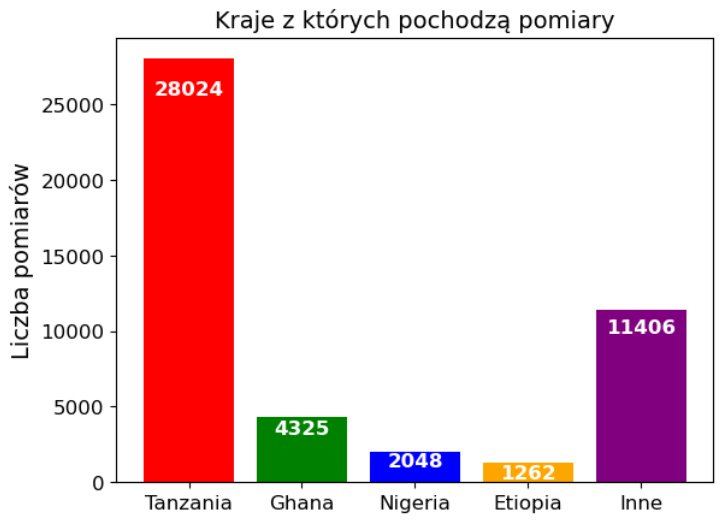 Kraje z których pochodzą pomiary
Liczba pomiarów
25000
20000
15000
10000
5000
0
28024
4325
2048
1262
11406
Tanzania
Ghana
Nigeria
Etiopia
Inne